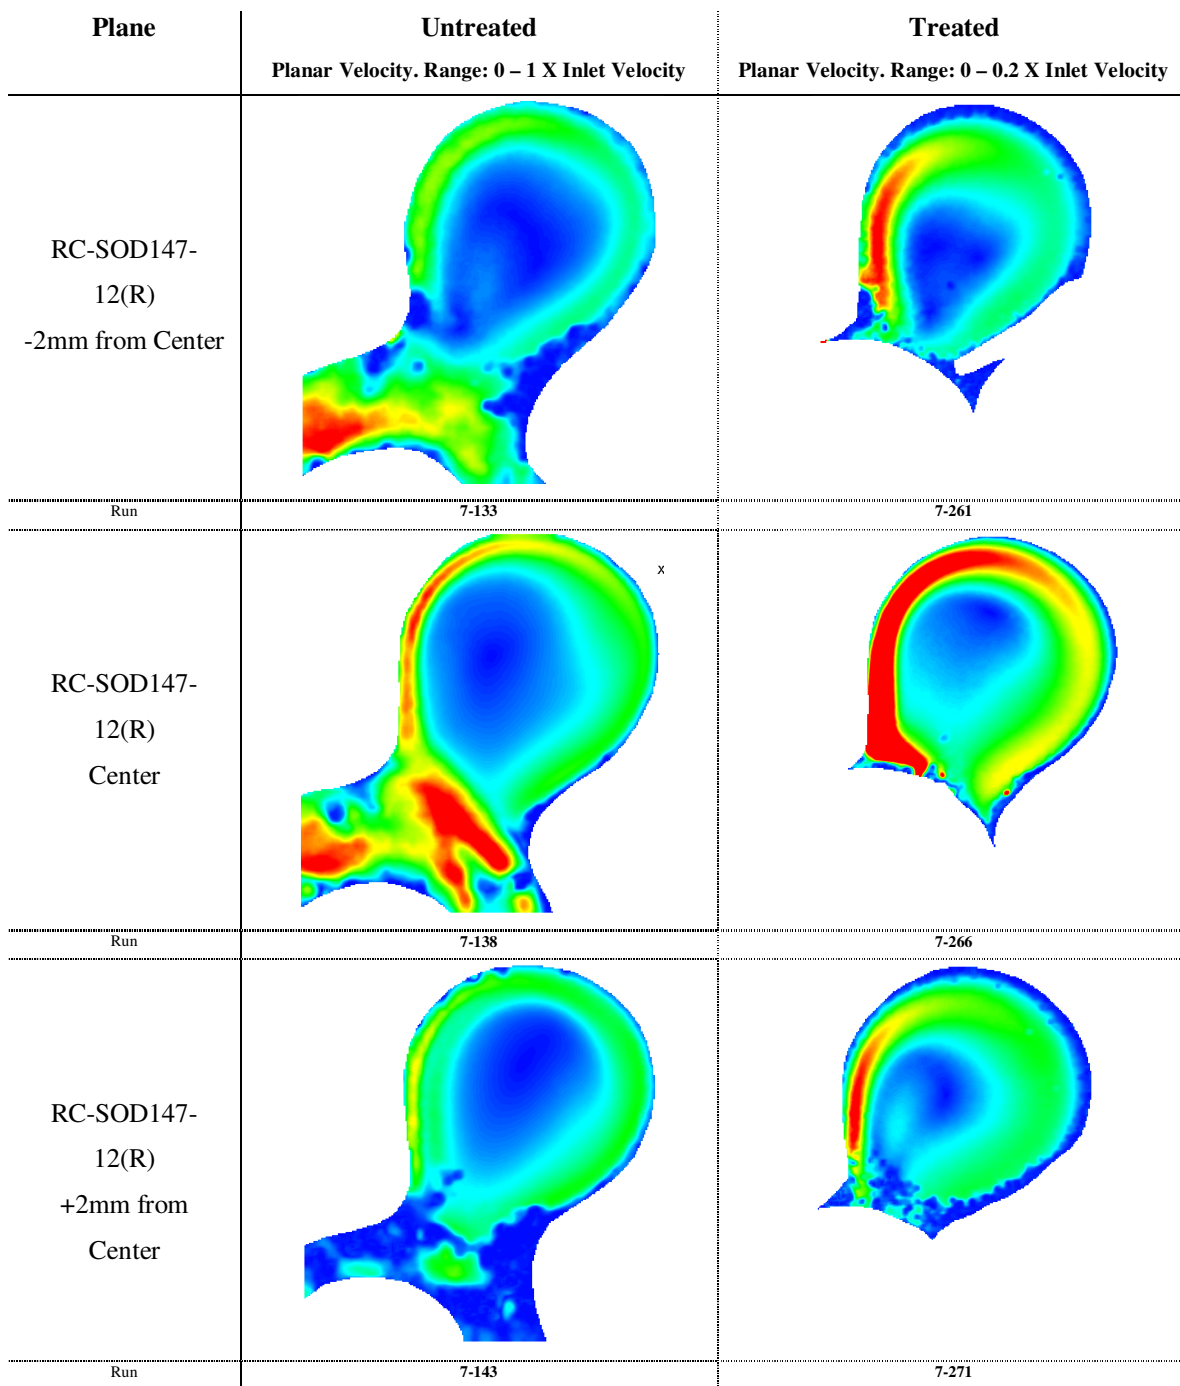 Plane
Untreated
Treated
Planar Velocity. Range: 0 – 1 X Inlet Velocity
Planar Velocity. Range: 0 – 0.2 X Inlet Velocity
RC-SOD147-
12(R)
-2mm from Center
Run
7-133
7-261
x
RC-SOD147-
12(R)
Center
Run
7-138
7-266
RC-SOD147-
12(R)
+2mm from
Center
Run
7-143
7-271